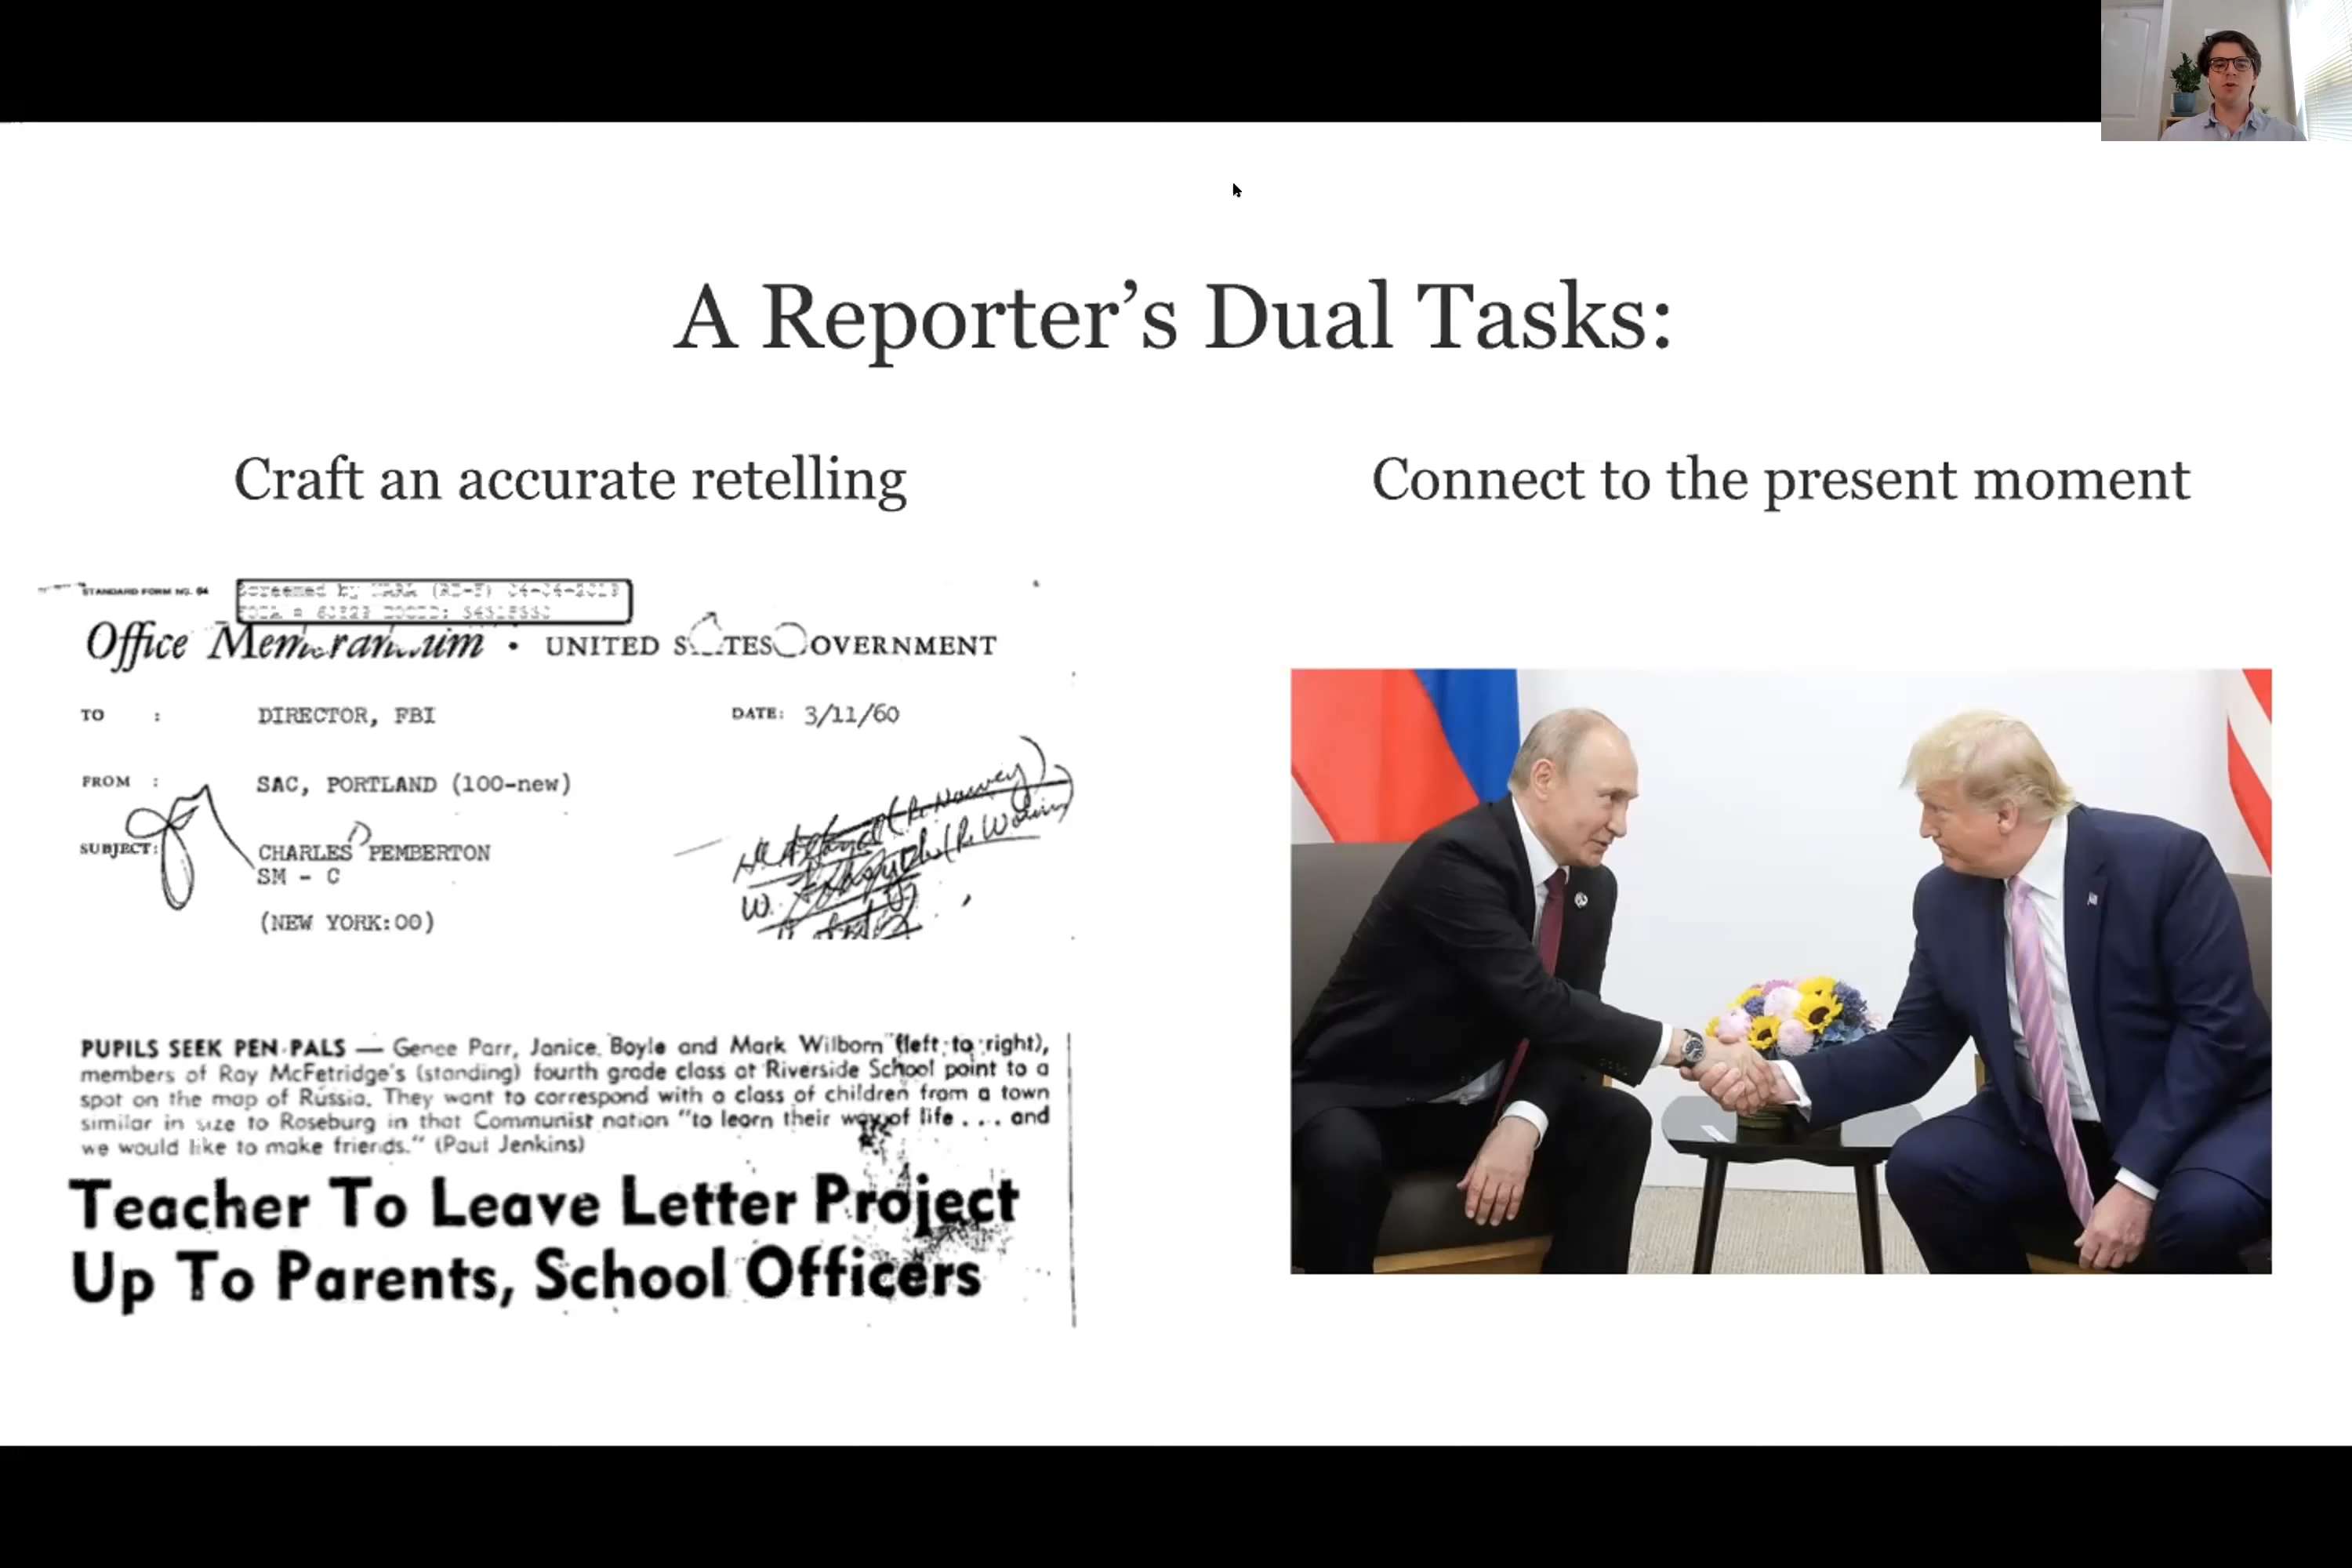 A Reporter’s Dual Tasks:
Craft an accurate retelling
Connect to the present moment
STANDARD FORM NO. 64
Screened by NARA
Office Memorandum • UNITED STATES GOVERNMENT
TO : DIRECTOR, FBI DATE: 3/11/60
FROM : SAC, PORTLAND (100-new)
SUBJECT: CHARLES PEMBERTON
SM - C
(NEW YORK:OO)
PUPILS SEEK PEN PALS — Genee Parr, Janice Boyle and Mark Wilborn (left to right),
members of Ray McFetridge's (standing) fourth grade class at Riverside School point to a
spot on the map of Russia. They want to correspond with a class of children from a town
similar in size to Roseburg in that Communist nation "to learn their way of life . . . and
we would like to make friends." (Paul Jenkins)
Teacher To Leave Letter Project
Up To Parents, School Officers